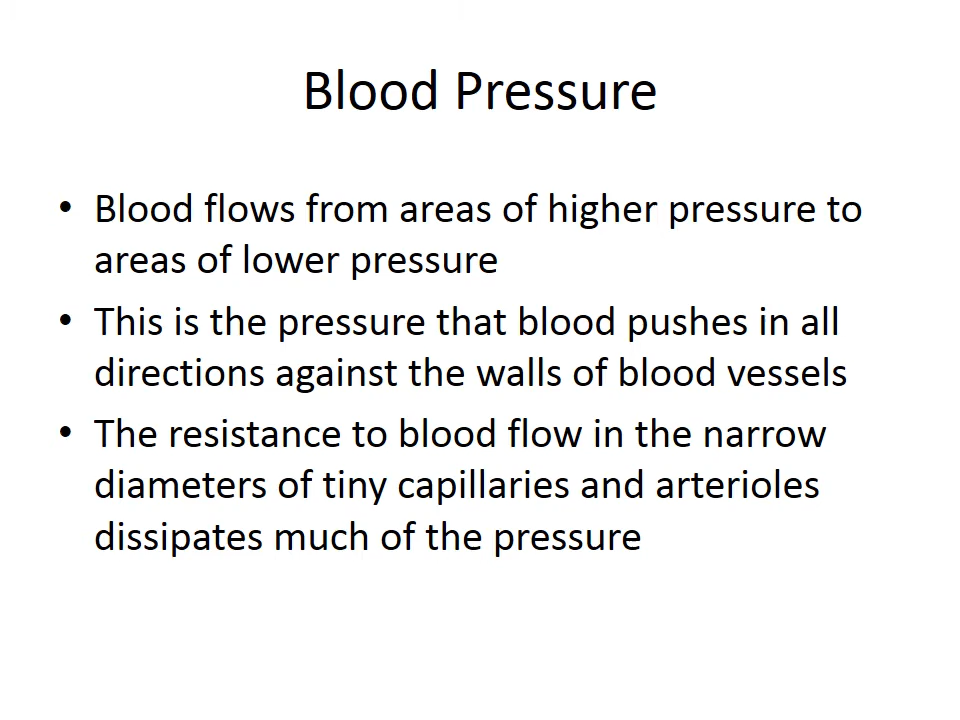 Blood Pressure
• Blood flows from areas of higher pressure to
areas of lower pressure
• This is the pressure that blood pushes in all
directions against the walls of blood vessels
• The resistance to blood flow in the narrow
diameters of tiny capillaries and arterioles
dissipates much of the pressure